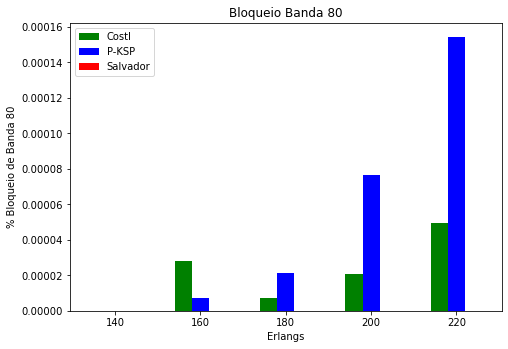 Bloqueio Banda 80
CostI
P-KSP
Salvador
% Bloqueio de Banda 80
0.00016
0.00014
0.00012
0.00010
0.00008
0.00006
0.00004
0.00002
0.00000
140 160 180 200 220
Erlangs